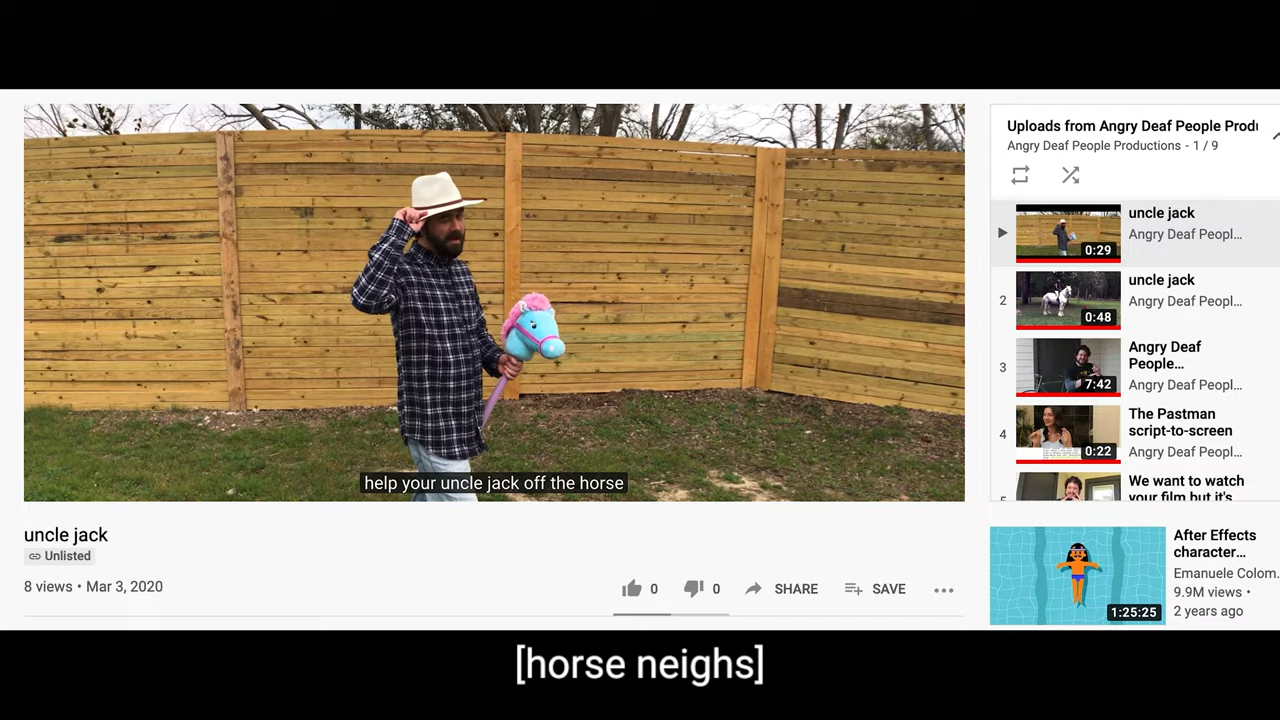 help your uncle jack off the horse
uncle jack
Unlisted
8 views • Mar 3, 2020
0
0
SHARE
SAVE
Uploads from Angry Deaf People Produ
Angry Deaf People Productions - 1 / 9
0:29
uncle jack
Angry Deaf Peopl...
2
0:48
uncle jack
Angry Deaf Peopl...
3
7:42
Angry Deaf
People...
Angry Deaf Peopl...
4
0:22
The Pastman
script-to-screen
Angry Deaf Peopl...
We want to watch
your film but it's
1:25:25
After Effects
character...
Emanuele Colom...
9.9M views •
2 years ago
[horse neighs]